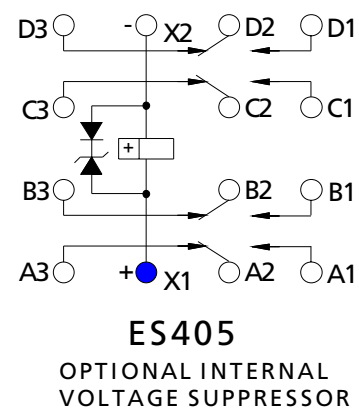 D3 - X2 D2 D1
C3 C2 C1
+
B3 B2 B1
A3 + X1 A2 A1
ES405
OPTIONAL INTERNAL
VOLTAGE SUPPRESSOR